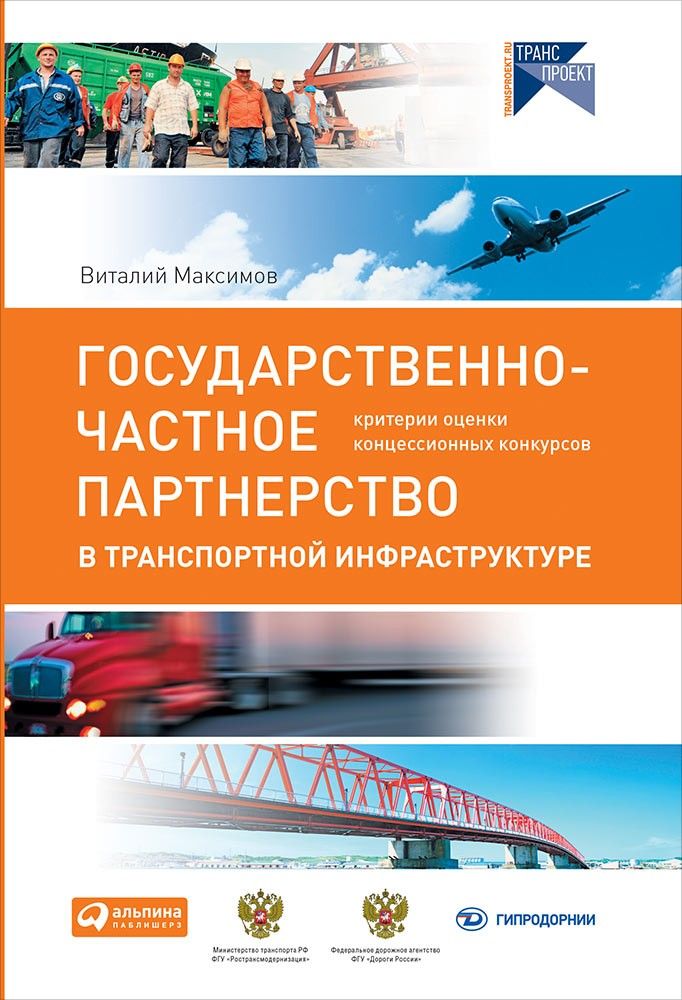 TRANSPROEKT.RU
ТРАНС
ПРОЕКТ
Виталий Максимов
ГОСУДАРСТВЕННО-
ЧАСТНОЕ
критерии оценки
концессионных конкурсов
ПАРТНЕРСТВО
В ТРАНСПОРТНОЙ ИНФРАСТРУКТУРЕ
альпина
ПАБЛИШЕРЗ
Министерство транспорта РФ
ФГУ «Ространсмодернизация»
Федеральное дорожное агентство
ФГУ «Дороги России»
ГИПРОДОРНИИ